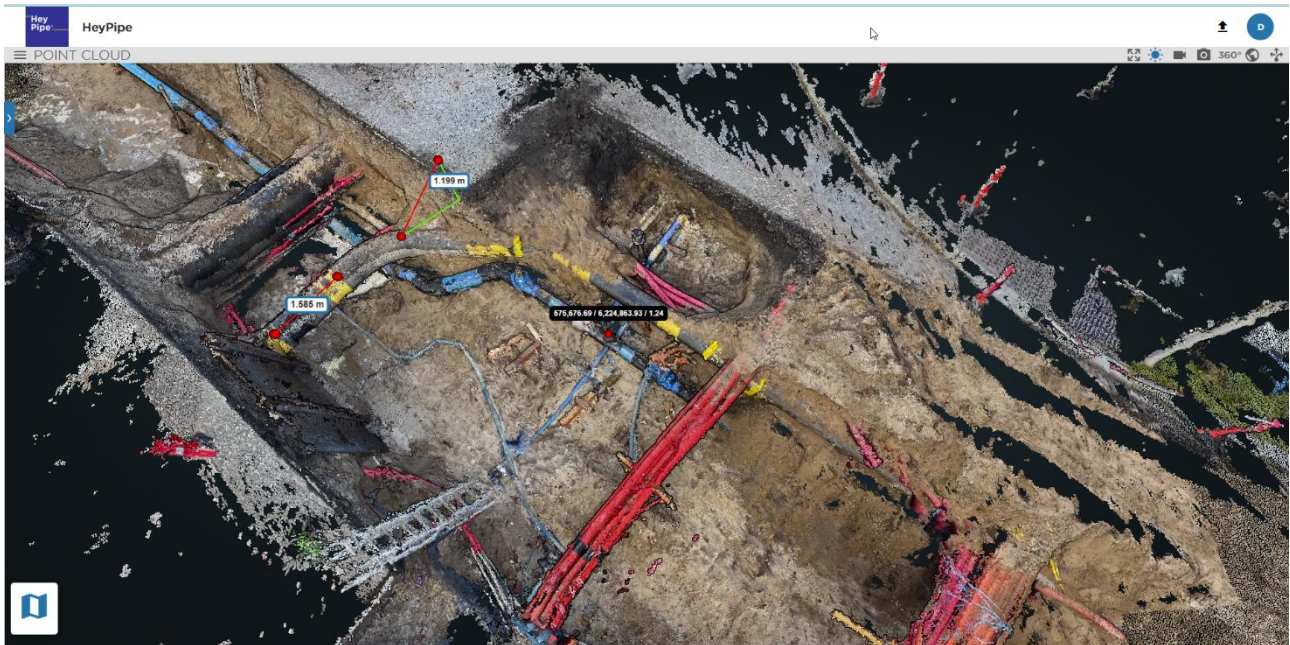 Hey
Pipe
HeyPipe
D
POINT CLOUD
360°
1.199 m
1.585 m
575,676.69 / 6,224,863.93 / 1.24